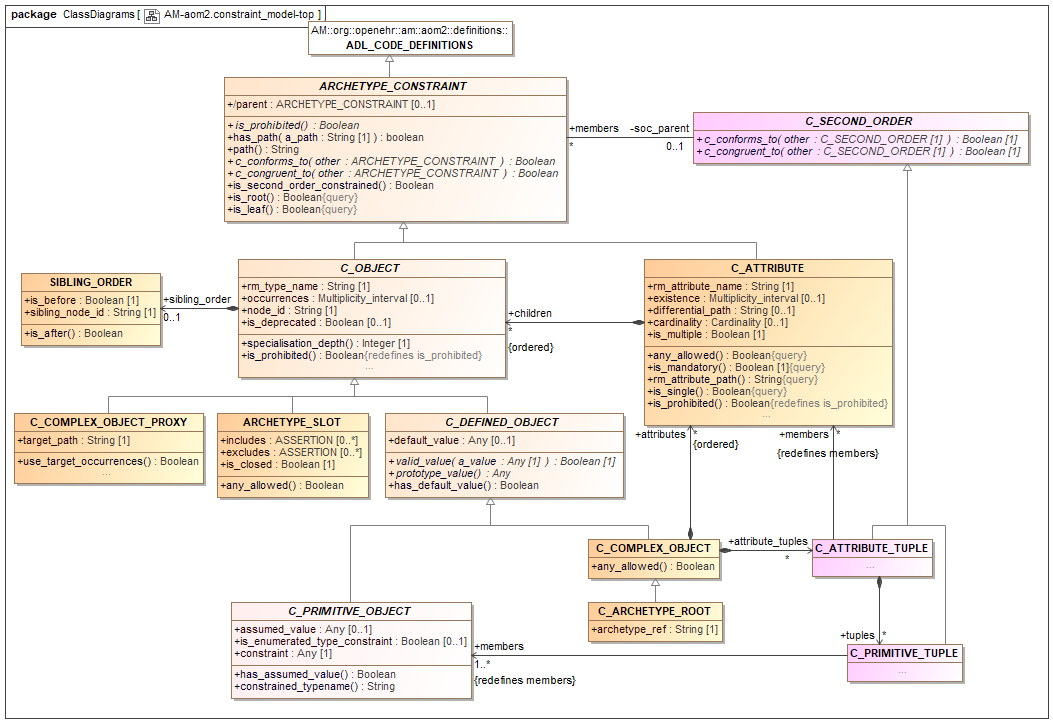 package ClassDiagrams [ AM-aom2.constraint_model-top ]
AM::org::openehr::am::aom2::definitions::
ADL_CODE_DEFINITIONS
ARCHETYPE_CONSTRAINT
+/parent : ARCHETYPE_CONSTRAINT [0..1]
+is_prohibited() : Boolean
+has_path( a_path : String [1] ) : boolean
+path() : String
+c_conforms_to( other : ARCHETYPE_CONSTRAINT ) : Boolean
+c_congruent_to( other : ARCHETYPE_CONSTRAINT ) : Boolean
+is_second_order_constrained() : Boolean
+is_root() : Boolean{query}
+is_leaf() : Boolean{query}
+members
*
-soc_parent
0..1
C_SECOND_ORDER
+c_conforms_to( other : C_SECOND_ORDER [1] ) : Boolean [1]
+c_congruent_to( other : C_SECOND_ORDER [1] ) : Boolean [1]
SIBLING_ORDER
+is_before : Boolean [1]
+sibling_node_id : String [1]
+is_after() : Boolean
+sibling_order
0..1
C_OBJECT
+rm_type_name : String [1]
+occurrences : Multiplicity_interval [0..1]
+node_id : String [1]
+is_deprecated : Boolean [0..1]
+specialisation_depth() : Integer [1]
+is_prohibited() : Boolean{redefines is_prohibited}
...
+children
*
{ordered}
C_ATTRIBUTE
+rm_attribute_name : String [1]
+existence : Multiplicity_interval [0..1]
+differential_path : String [0..1]
+cardinality : Cardinality [0..1]
+is_multiple : Boolean [1]
+any_allowed() : Boolean{query}
+is_mandatory() : Boolean [1]{query}
+rm_attribute_path() : String{query}
+is_single() : Boolean{query}
+is_prohibited() : Boolean{redefines is_prohibited}
...
C_COMPLEX_OBJECT_PROXY
+target_path : String [1]
+use_target_occurrences() : Boolean
...
ARCHETYPE_SLOT
+includes : ASSERTION [0..*]
+excludes : ASSERTION [0..*]
+is_closed : Boolean [1]
+any_allowed() : Boolean
C_DEFINED_OBJECT
+default_value : Any [0..1]
+valid_value( a_value : Any [1] ) : Boolean [1]
+prototype_value() : Any
+has_default_value() : Boolean
+attributes
*
{ordered}
+members
*
{redefines members}
C_COMPLEX_OBJECT
+any_allowed() : Boolean
+attribute_tuples
*
C_ATTRIBUTE_TUPLE
...
C_ARCHETYPE_ROOT
+archetype_ref : String [1]
C_PRIMITIVE_OBJECT
+assumed_value : Any [0..1]
+is_enumerated_type_constraint : Boolean [0..1]
+constraint : Any [1]
+has_assumed_value() : Boolean
+constrained_typename() : String
+members
1..*
{redefines members}
+tuples
*
C_PRIMITIVE_TUPLE
...